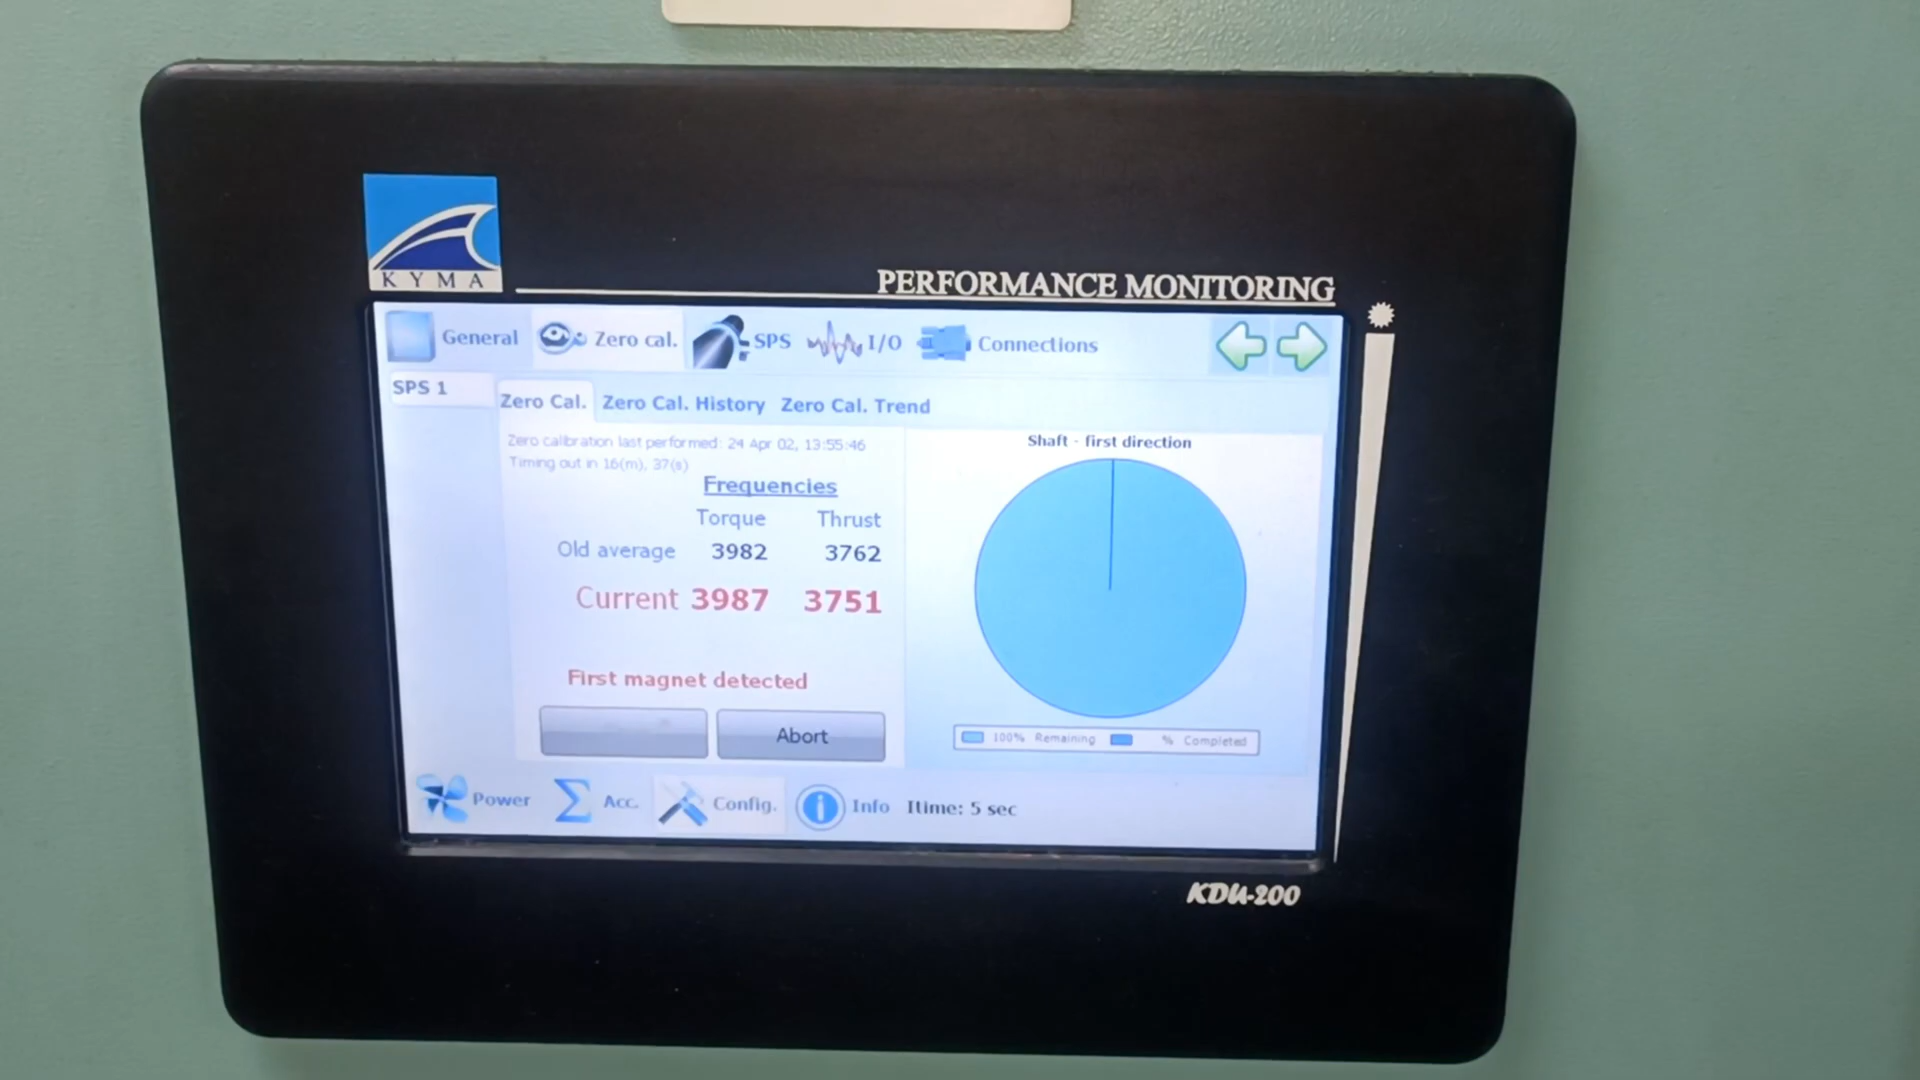 KYMA
PERFORMANCE MONITORING
General Zero cal. SPS I/O Connections
SPS 1
Zero Cal. Zero Cal. History Zero Cal. Trend
Zero calibration last performed: 24 Apr 02, 13:55:46
Timing out in 16(m), 37(s)
Frequencies
Torque Thrust
Old average 3982 3762
Current 3987 3751
First magnet detected
Abort
Shaft - first direction
100% Remaining % Completed
Power Acc. Config. Info Itime: 5 sec
KDU-200